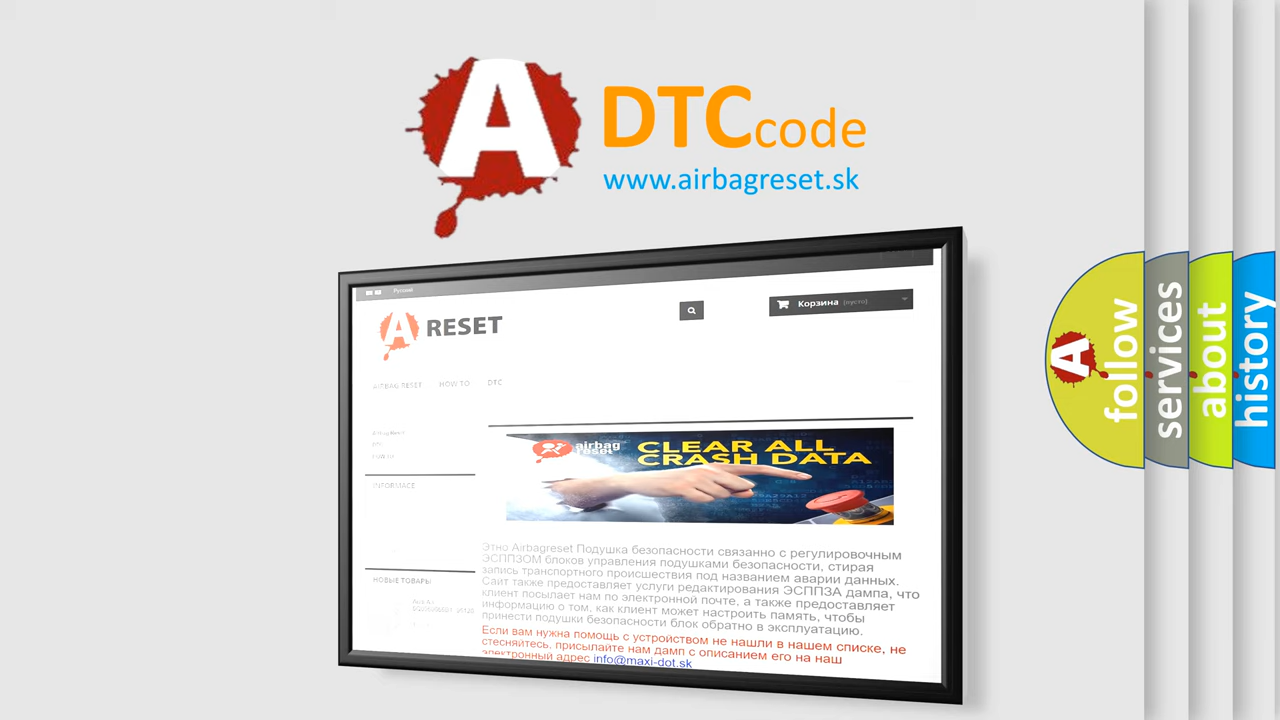 A DTCcode
www.airbagreset.sk
Русский
A RESET
Корзина (пусто)
AIRBAG RESET HOW TO DTC
airbag reset
CLEAR ALL
CRASH DATA
INFORMACE
Этно Airbagreset Подушка безопасности связанно с регулировочным
ЭСППЗОМ блоков управления подушками безопасности, стирая
запись транспортного происшествия под названием аварии данных.
Сайт также предоставляет услуги редактирования ЭСППЗА дампа, что
клиент посылает нам по электронной почте, а также предоставляет
информацию о том, как клиент может настроить память, чтобы
принести подушки безопасности блок обратно в эксплуатацию.
Если вам нужна помощь с устройством не нашли в нашем списке, не
стесняйтесь, присылайте нам дамп с описанием его на наш
электронный адрес info@maxi-dot.sk
НОВЫЕ ТОВАРЫ
A follow
services
about
history